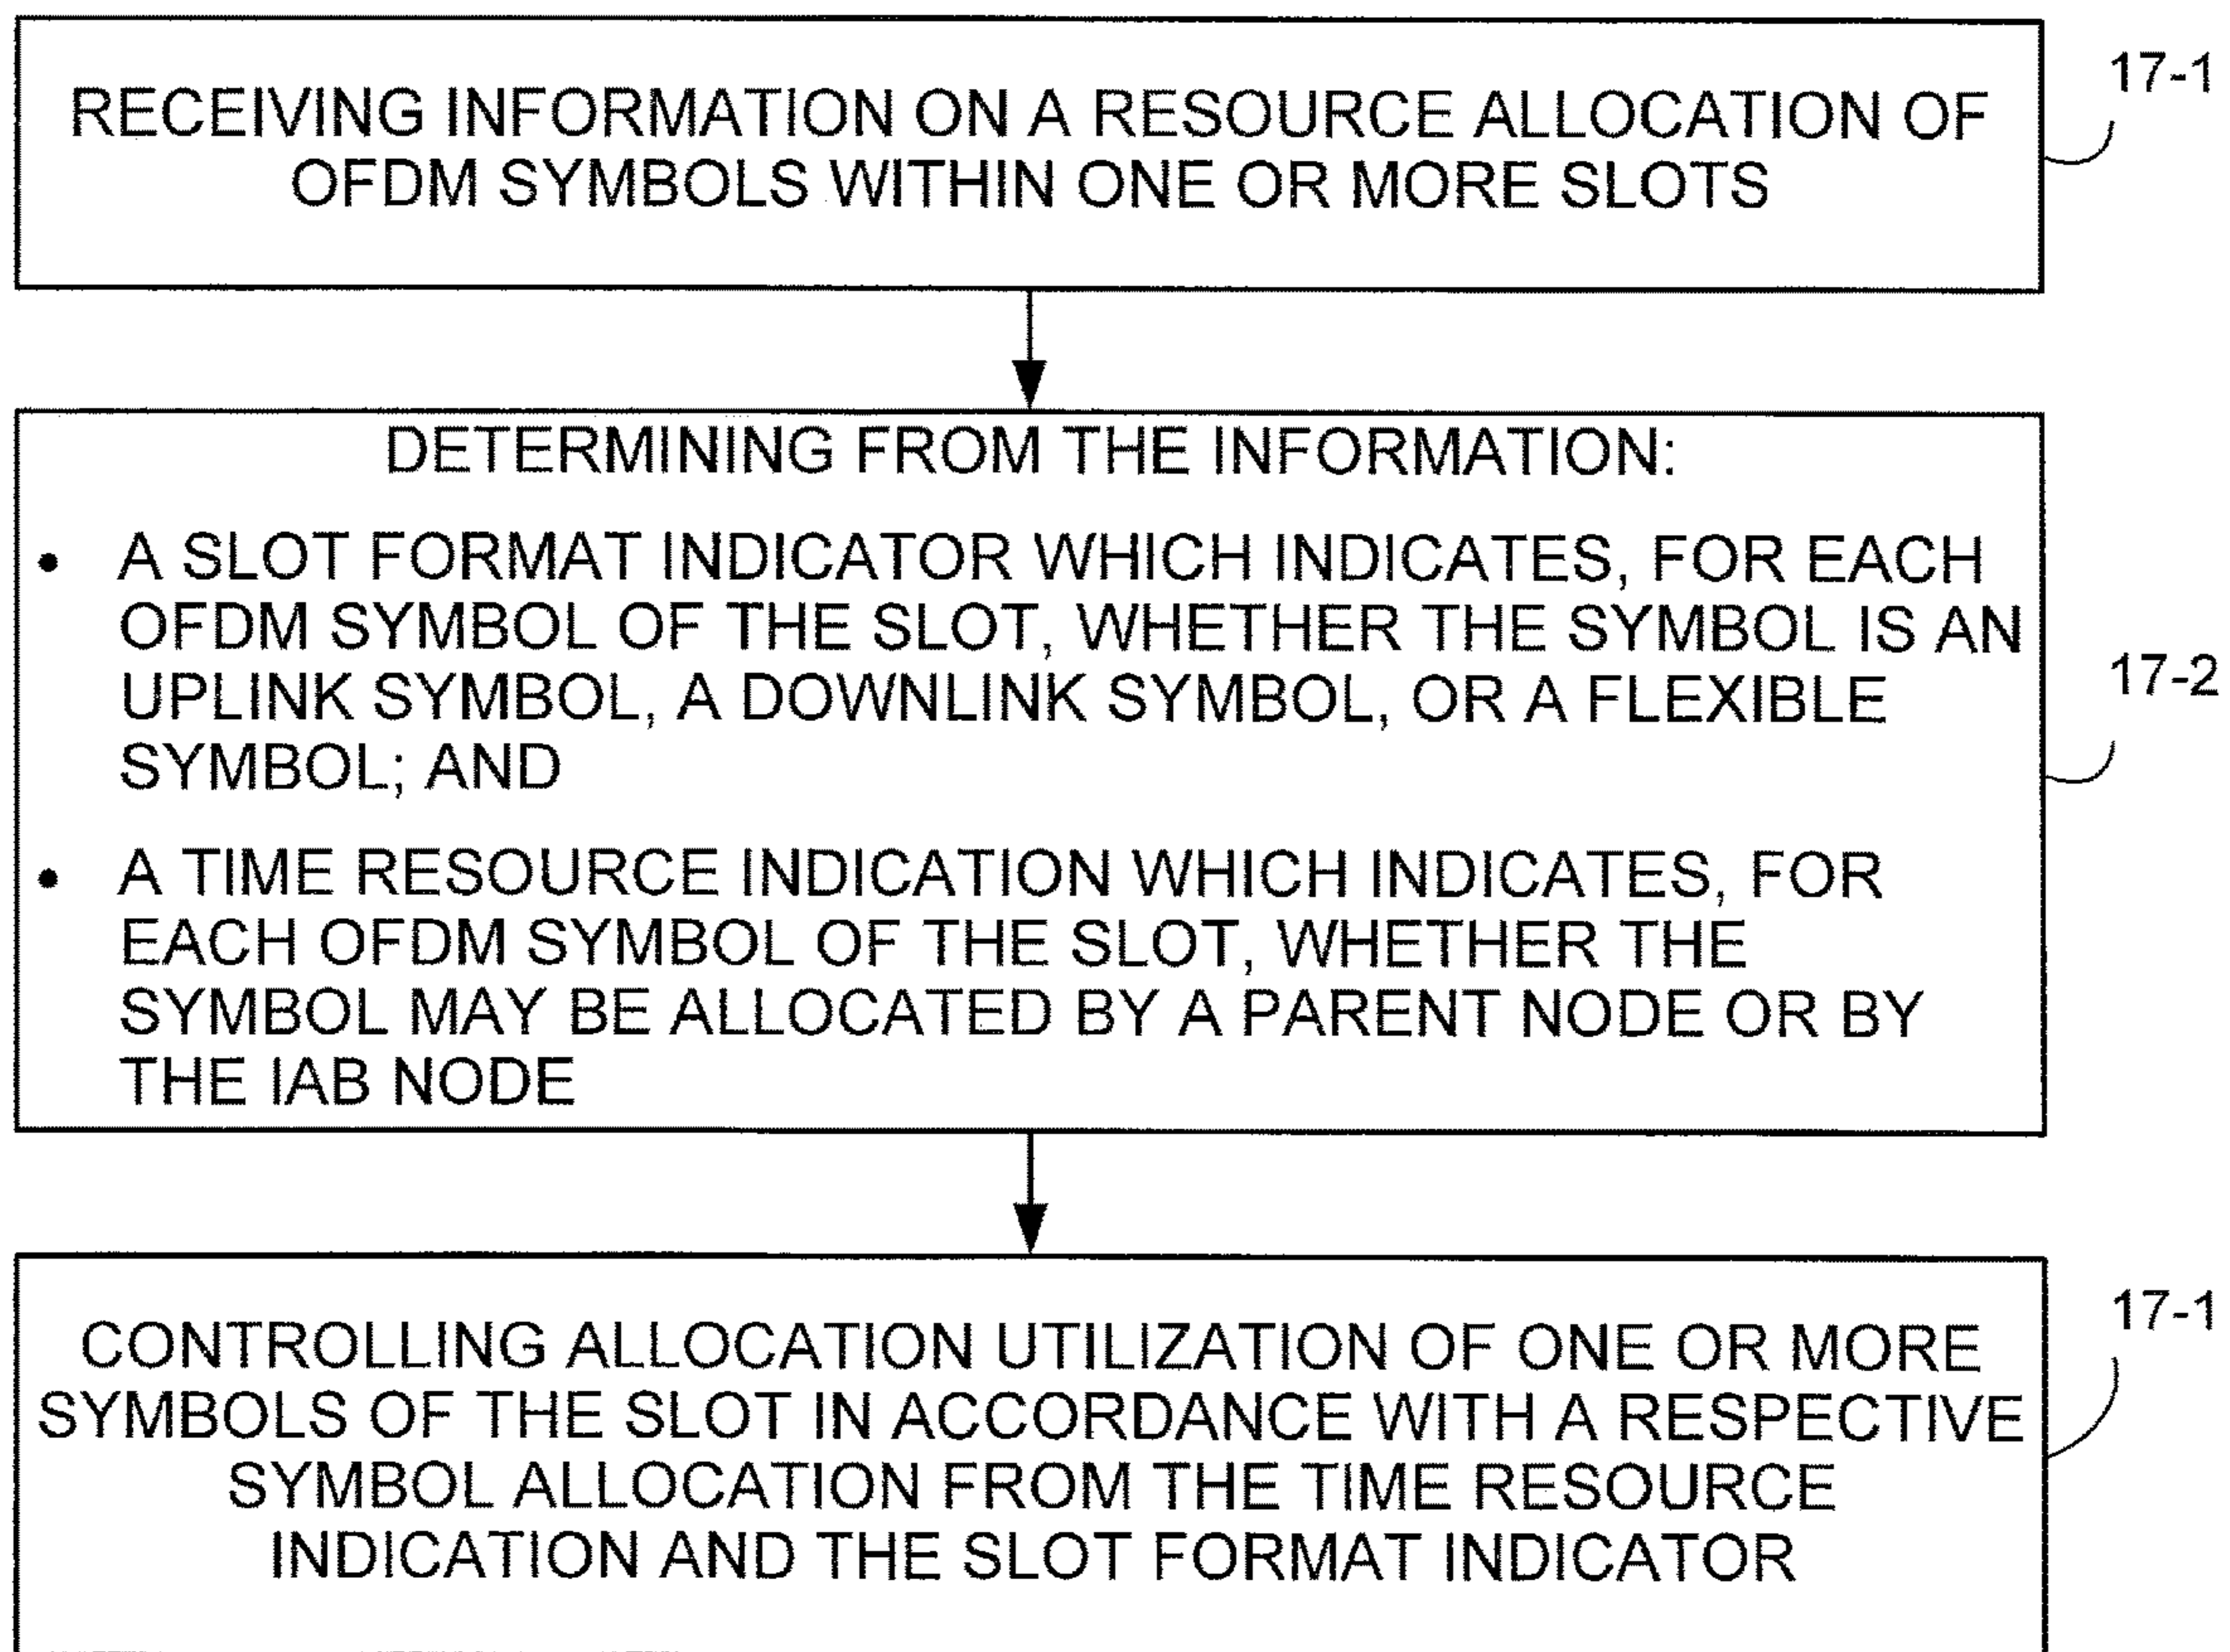 RECEIVING INFORMATION ON A RESOURCE ALLOCATION OF
OFDM SYMBOLS WITHIN ONE OR MORE SLOTS
17-1
DETERMINING FROM THE INFORMATION:
• A SLOT FORMAT INDICATOR WHICH INDICATES, FOR EACH
OFDM SYMBOL OF THE SLOT, WHETHER THE SYMBOL IS AN
UPLINK SYMBOL, A DOWNLINK SYMBOL, OR A FLEXIBLE
SYMBOL; AND
• A TIME RESOURCE INDICATION WHICH INDICATES, FOR
EACH OFDM SYMBOL OF THE SLOT, WHETHER THE
SYMBOL MAY BE ALLOCATED BY A PARENT NODE OR BY
THE IAB NODE
17-2
CONTROLLING ALLOCATION UTILIZATION OF ONE OR MORE
SYMBOLS OF THE SLOT IN ACCORDANCE WITH A RESPECTIVE
SYMBOL ALLOCATION FROM THE TIME RESOURCE
INDICATION AND THE SLOT FORMAT INDICATOR
17-1